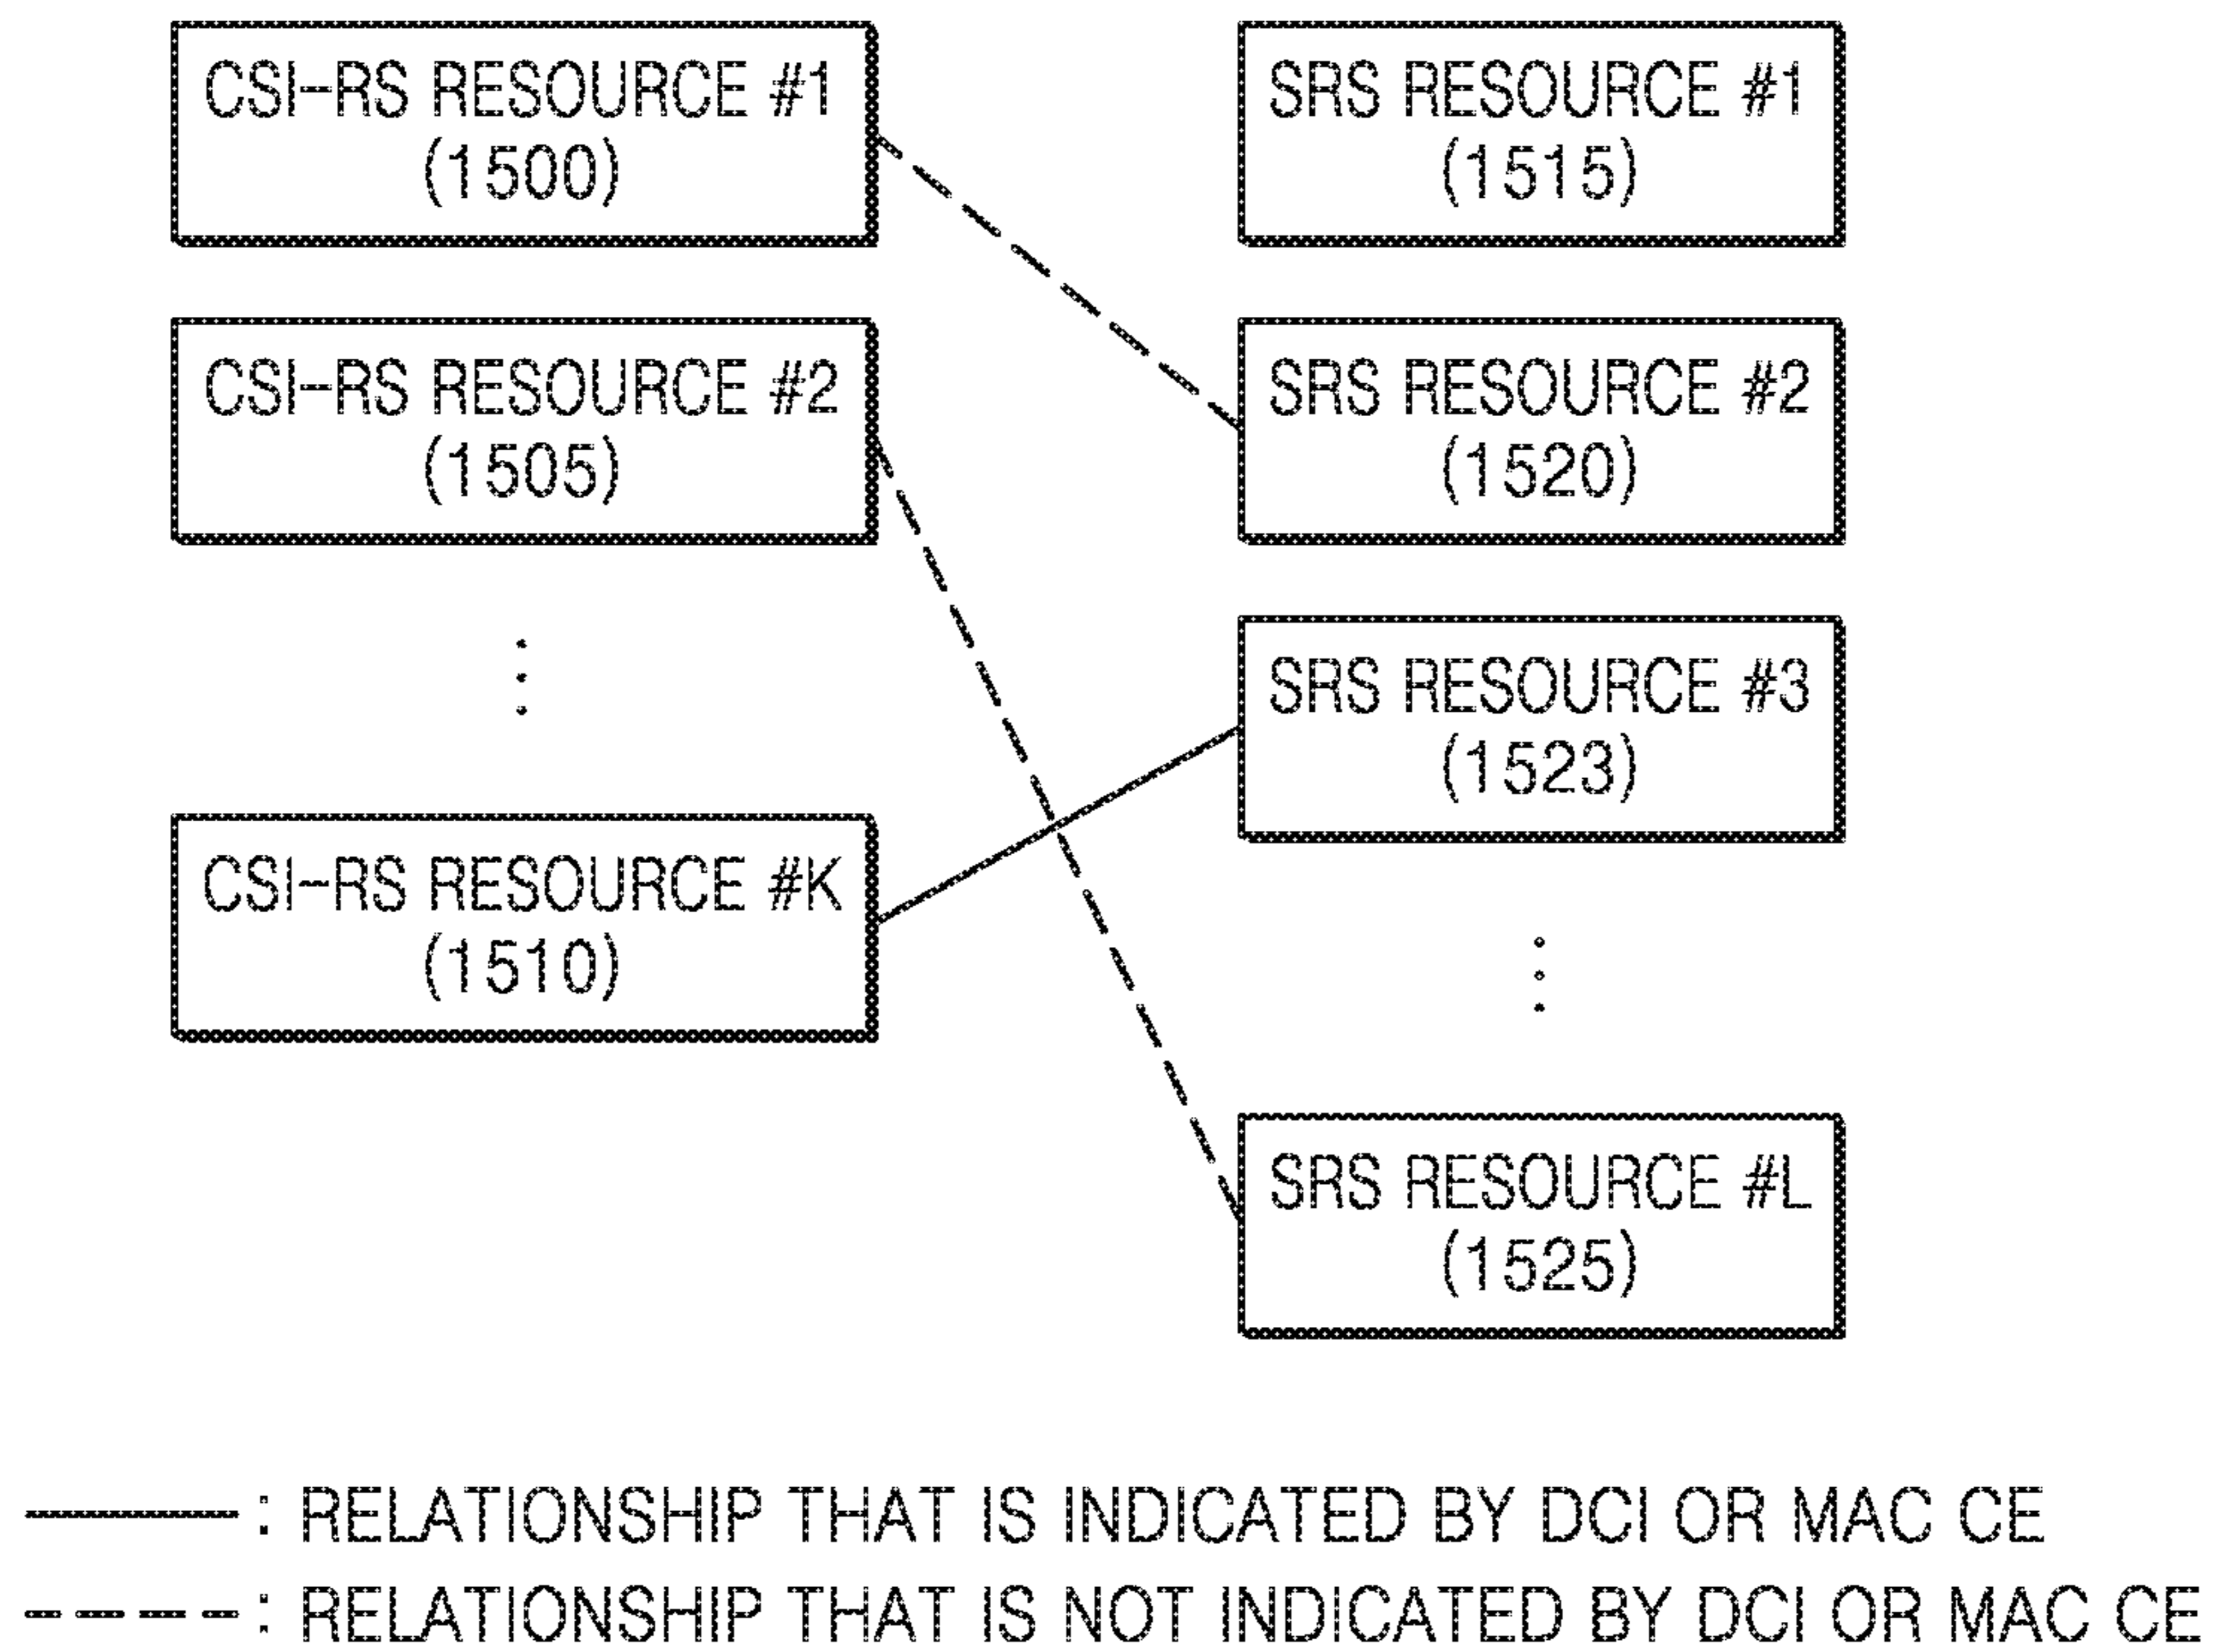 CSI-RS RESOURCE #1
(1500)
CSI-RS RESOURCE #2
(1505)
CSI-RS RESOURCE #K
(1510)
SRS RESOURCE #1
(1515)
SRS RESOURCE #2
(1520)
SRS RESOURCE #3
(1523)
SRS RESOURCE #L
(1525)
: RELATIONSHIP THAT IS INDICATED BY DCI OR MAC CE
: RELATIONSHIP THAT IS NOT INDICATED BY DCI OR MAC CE